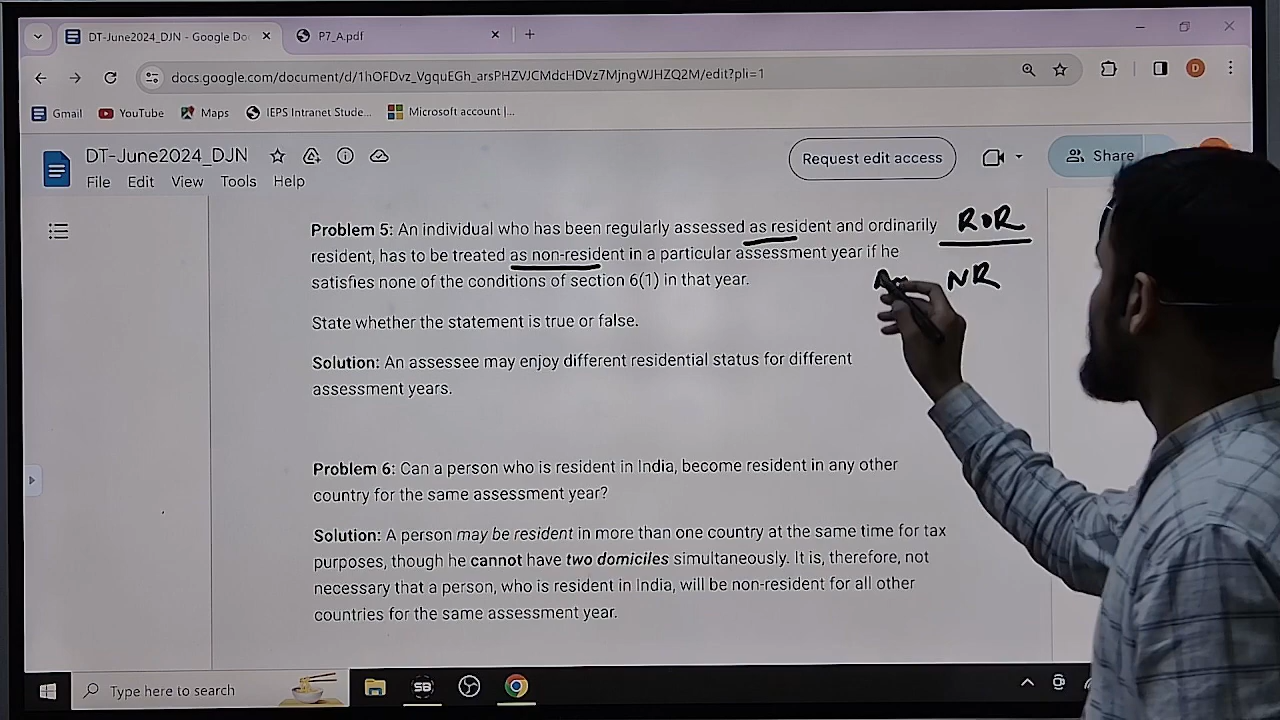 DT-June2024_DJN - Google Do
P7_A.pdf
docs.google.com/document/d/1hOFDvz_VgquEGh_arsPHZVJCMdcHDVz7MjngWJHZQ2M/edit?pli=1
D
Gmail YouTube Maps IEPS Intranet Stude... Microsoft account |...
DT-June2024_DJN
Request edit access
Share
File Edit View Tools Help
Problem 5: An individual who has been regularly assessed as resident and ordinarily
resident, has to be treated as non-resident in a particular assessment year if he
satisfies none of the conditions of section 6(1) in that year.
ROR
NR
State whether the statement is true or false.
Solution: An assessee may enjoy different residential status for different
assessment years.
Problem 6: Can a person who is resident in India, become resident in any other
country for the same assessment year?
Solution: A person may be resident in more than one country at the same time for tax
purposes, though he cannot have two domiciles simultaneously. It is, therefore, not
necessary that a person, who is resident in India, will be non-resident for all other
countries for the same assessment year.
Type here to search
SB